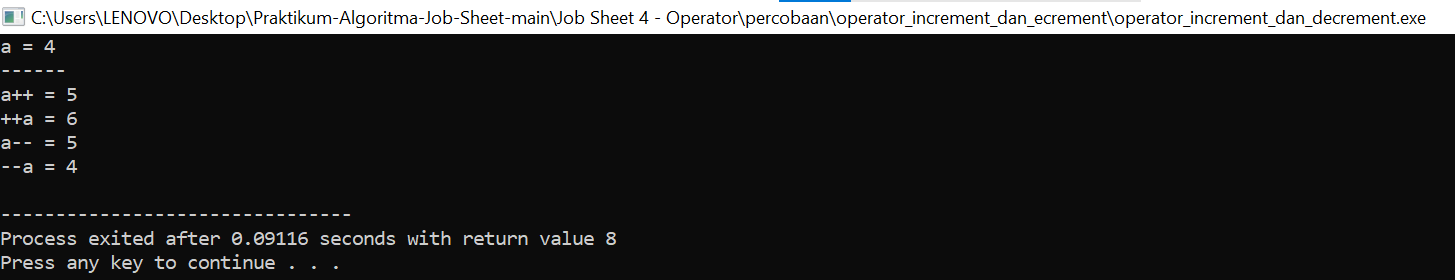 C:\Users\LENOVO\Desktop\Praktikum-Algoritma-Job-Sheet-main\Job Sheet 4 - Operator\percobaan\operator_increment_dan_ecrement\operator_increment_dan_decrement.exe
a = 4
------
a++ = 5
++a = 6
a-- = 5
--a = 4
--------------------------------
Process exited after 0.09116 seconds with return value 8
Press any key to continue . . .